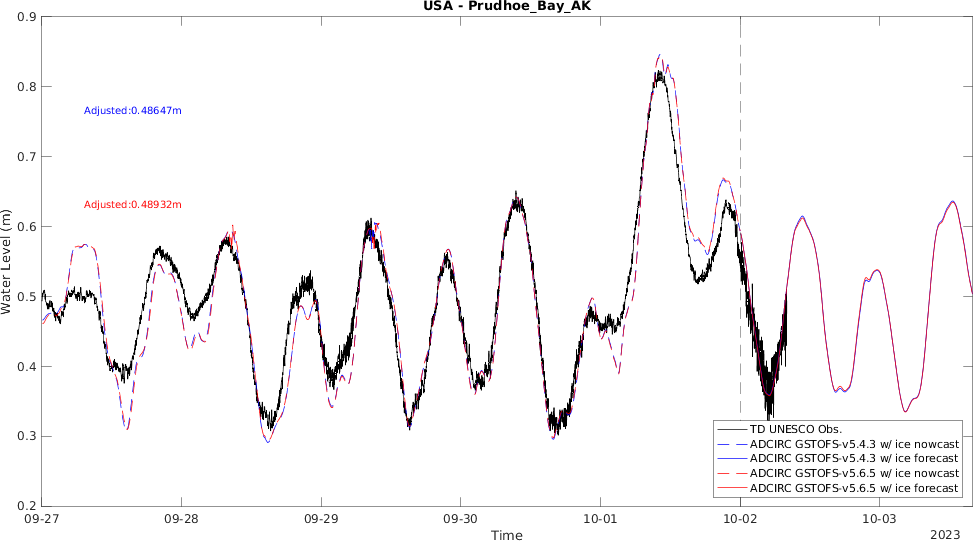 USA - Prudhoe_Bay_AK
0.9
0.8
0.7
0.6
0.5
0.4
0.3
0.2
Water Level (m)
Adjusted:0.48647m
Adjusted:0.48932m
TD UNESCO Obs.
ADCIRC GSTOFS-v5.4.3 w/ ice nowcast
ADCIRC GSTOFS-v5.4.3 w/ ice forecast
ADCIRC GSTOFS-v5.6.5 w/ ice nowcast
ADCIRC GSTOFS-v5.6.5 w/ ice forecast
09-27 09-28 09-29 09-30 10-01 10-02 10-03
Time
2023